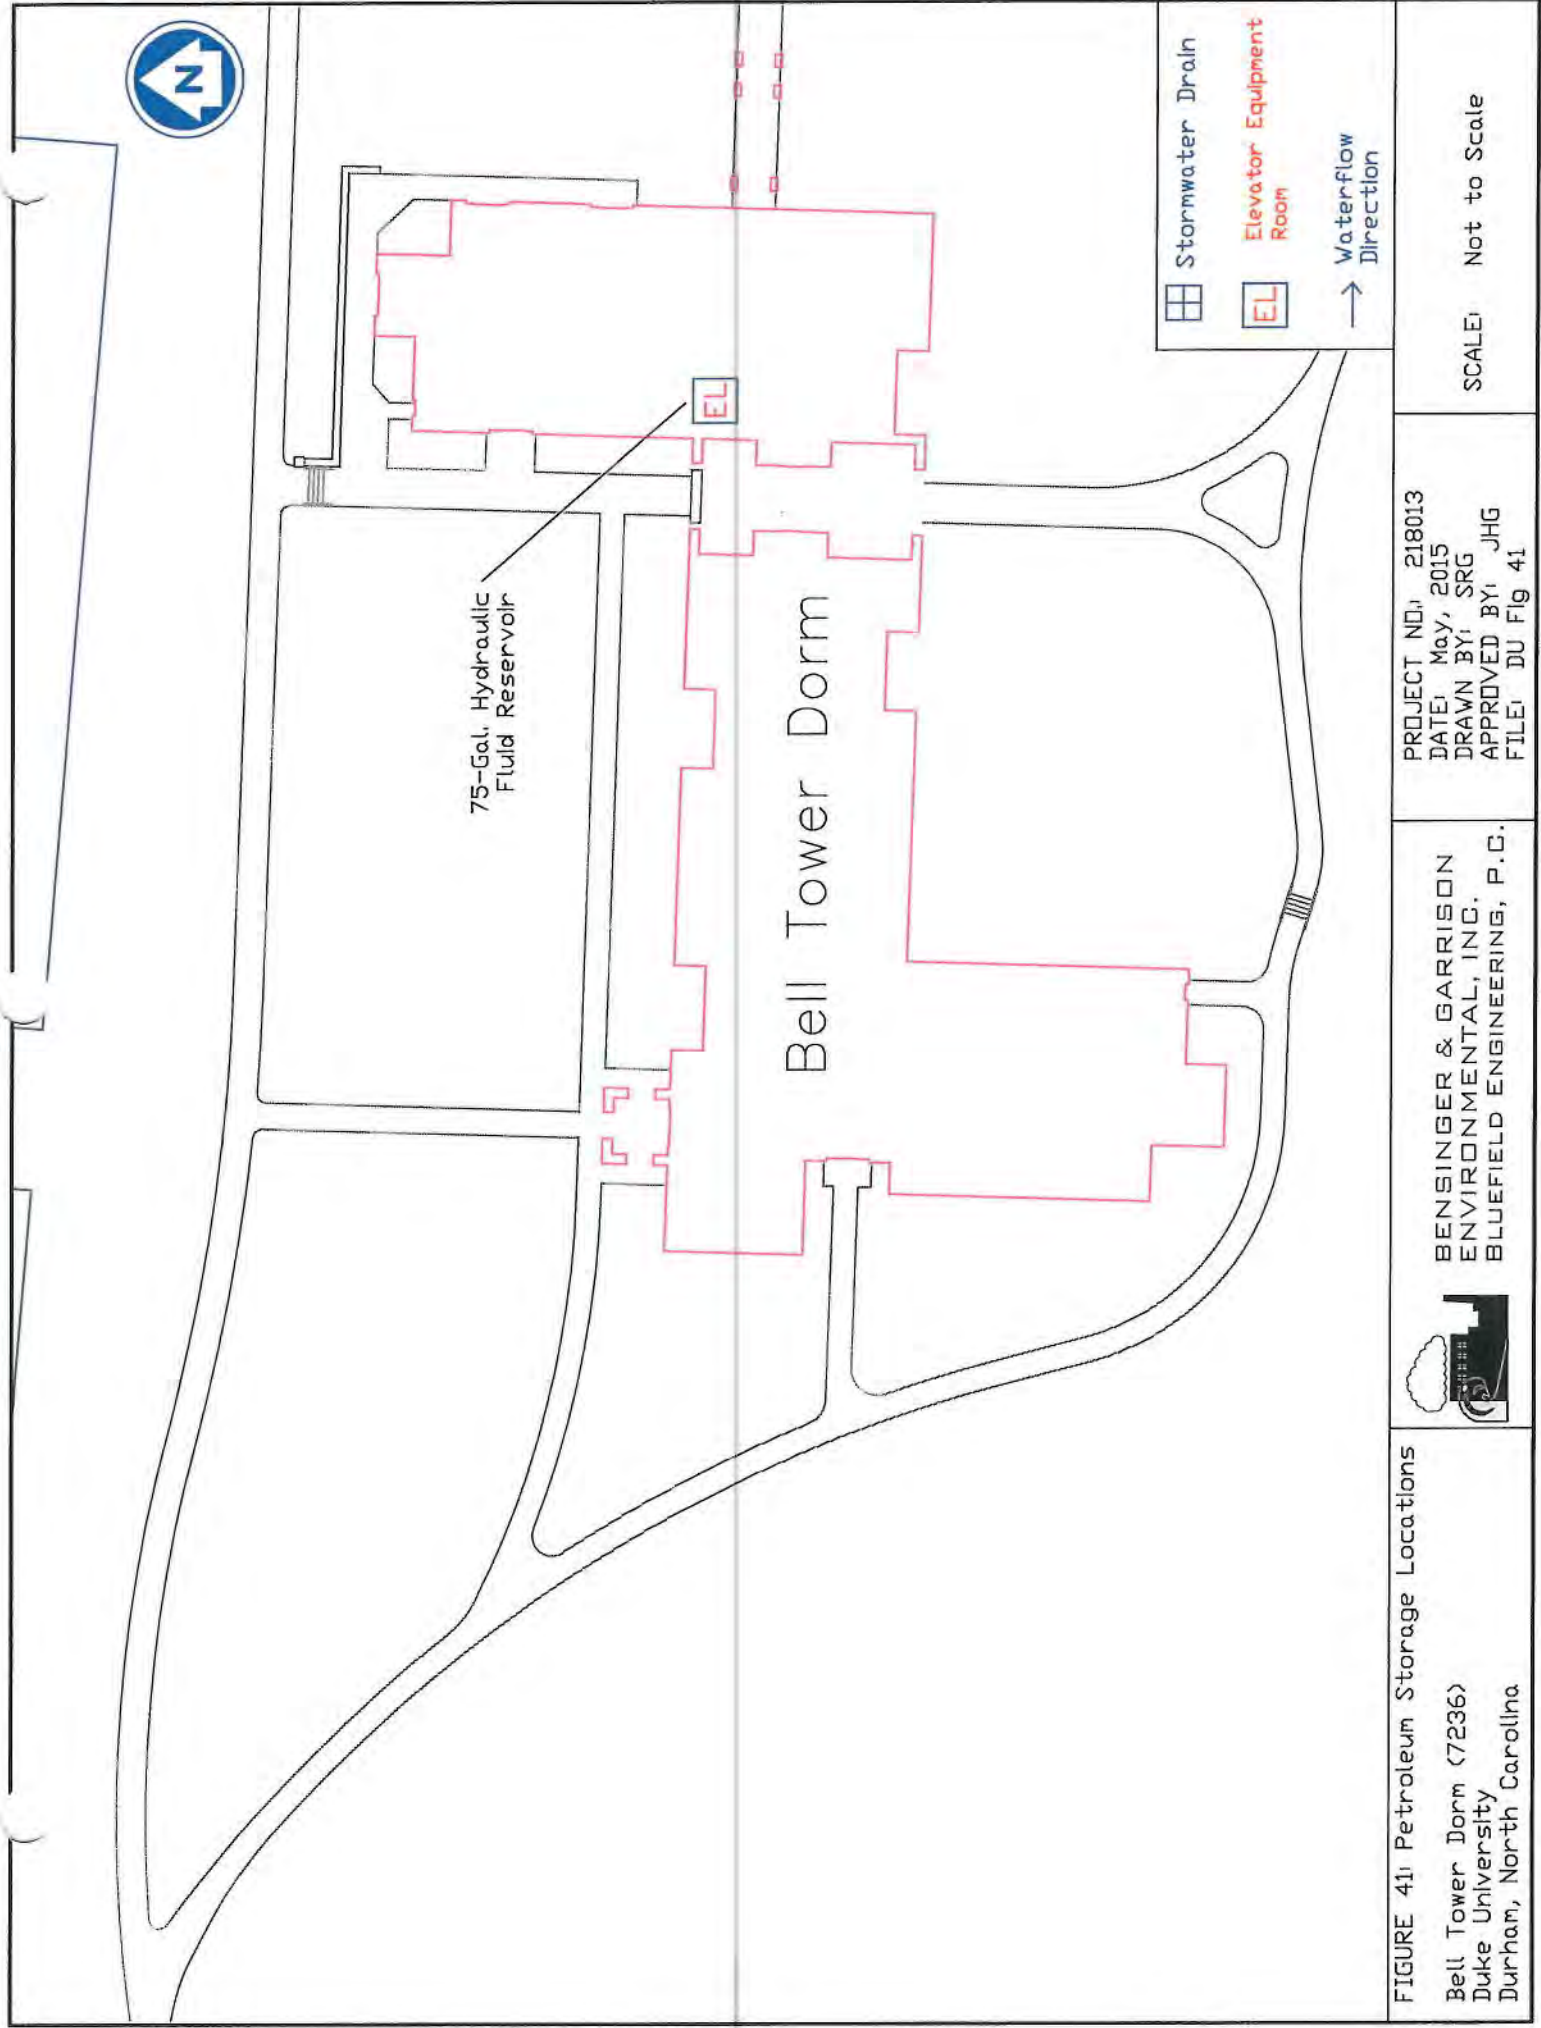 N
75-Gal. Hydraulic
Fluid Reservoir
EL
Bell Tower Dorm
Stormwater Drain
EL
Elevator Equipment
Room
Waterflow
Direction
FIGURE 41: Petroleum Storage Locations
Bell Tower Dorm (7236)
Duke University
Durham, North Carolina
BENSINGER & GARRISON
ENVIRONMENTAL, INC.
BLUEFIELD ENGINEERING, P.C.
PROJECT NO.: 218013
DATE: May, 2015
DRAWN BY: SRG
APPROVED BY: JHG
FILE: DU Fig 41
SCALE: Not to Scale